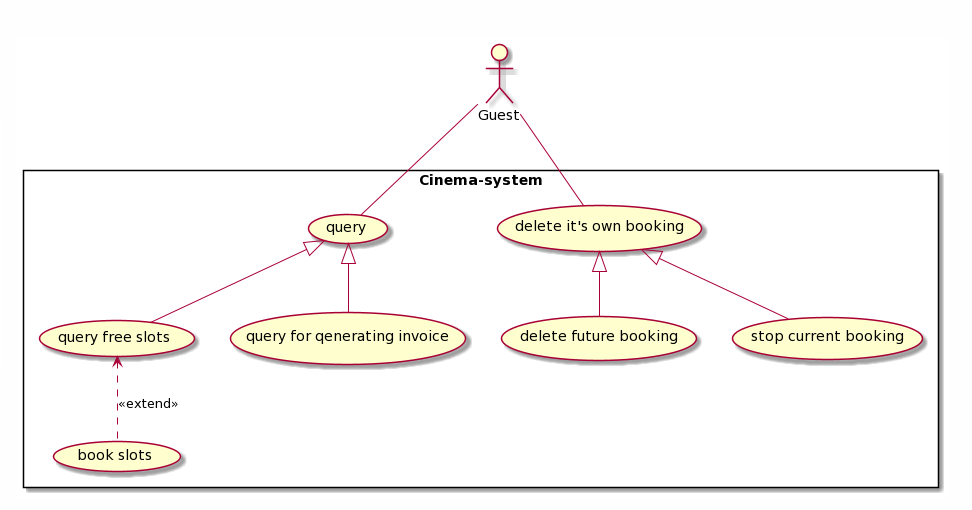 Guest
Cinema-system
query
delete it's own booking
query free slots
query for qenerating invoice
delete future booking
stop current booking
«extend»
book slots